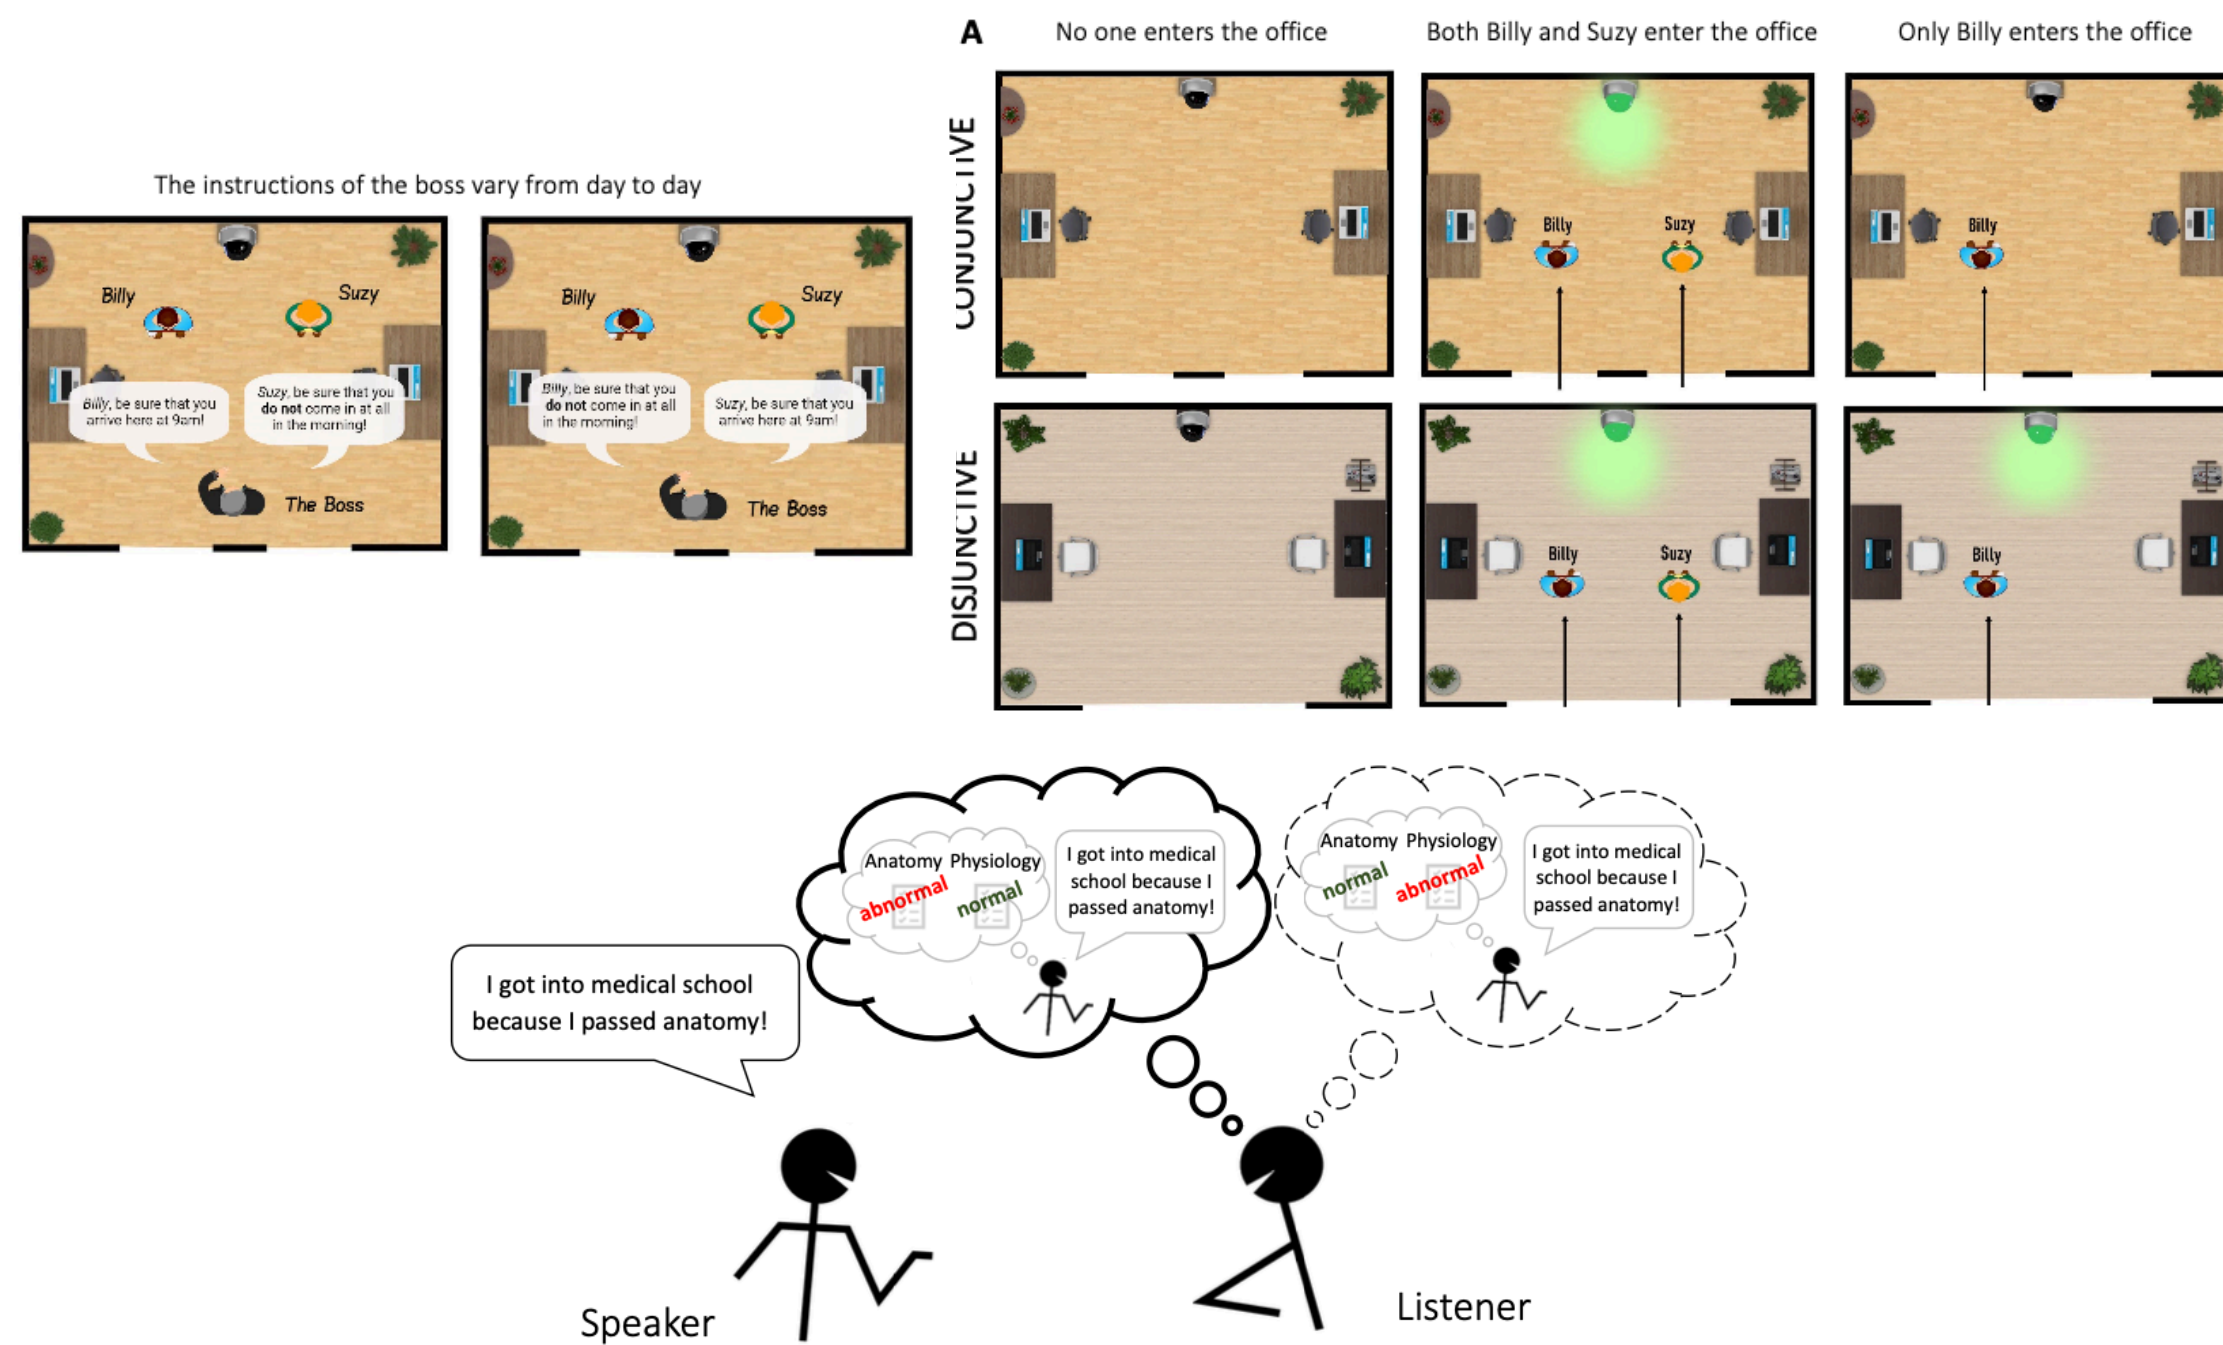 The instructions of the boss vary from day to day
Billy
Suzy
Billy, be sure that you
arrive here at 9am!
Suzy, be sure that you
do not come in at all
in the morning!
The Boss
Billy
Suzy
Billy, be sure that you
do not come in at all
in the morning!
Suzy, be sure that you
arrive here at 9am!
The Boss
A
No one enters the office
Both Billy and Suzy enter the office
Only Billy enters the office
CONJUNCTIVE
Billy
Suzy
Billy
DISJUNCTIVE
Billy
Suzy
Billy
I got into medical school
because I passed anatomy!
Anatomy Physiology
abnormal
normal
I got into medical
school because I
passed anatomy!
Anatomy Physiology
normal
abnormal
I got into medical
school because I
passed anatomy!
Speaker
Listener